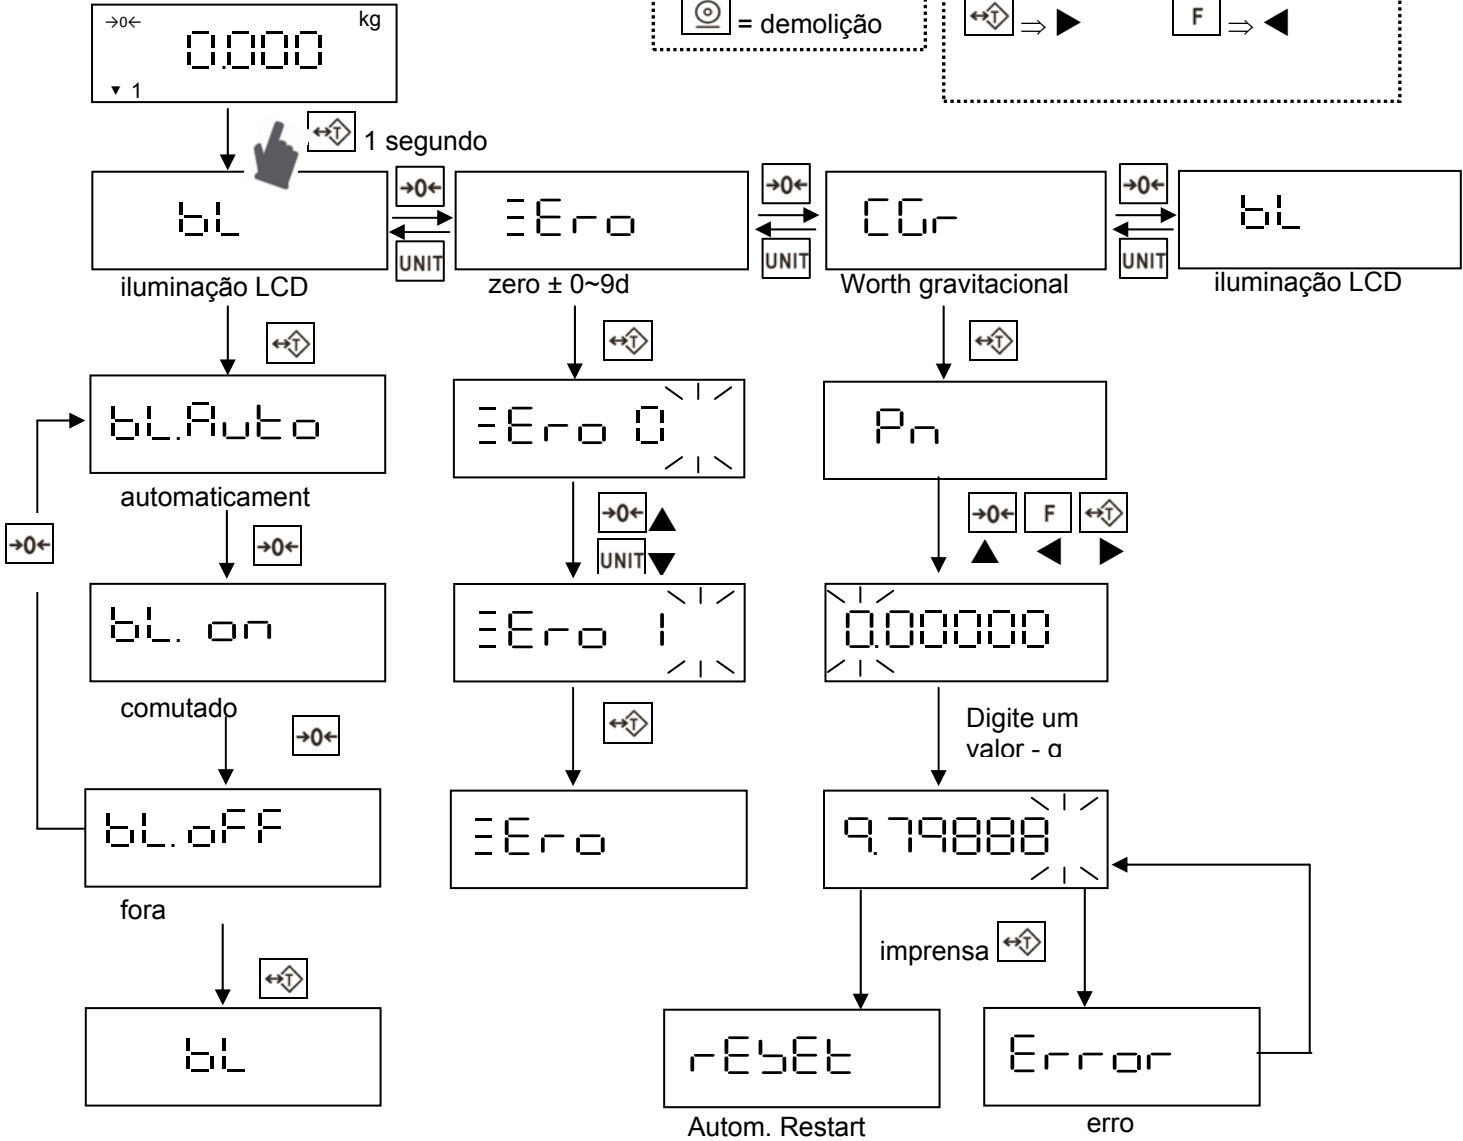 →0← kg
0.000
▼ 1
= demolição
T ⇒ ▶ F ⇒ ◀
T 1 segundo
bL →0← UNIT ZEro →0← UNIT CGr →0← UNIT bL
iluminação LCD zero ± 0~9d Worth gravitacional iluminação LCD
T T T
bL.Auto ZEro 0 Pn
automaticament
→0← →0← →0← ▲ →0← F T
UNIT ▼ ▲ ◀ ▶
bL. on ZEro 1 0.00000
comutado
→0← T Digite um
valor - g
bL.oFF ZEro 9.79888
fora
T imprensa T
bL rESEt Error
Autom. Restart erro